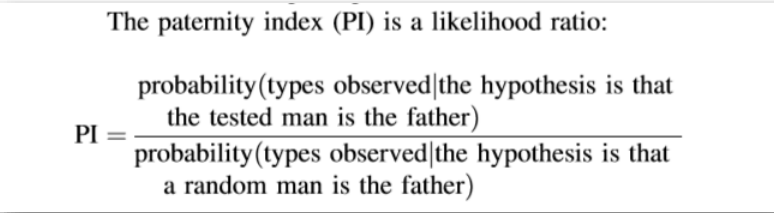 The paternity index (PI) is a likelihood ratio:
probability(types observed|the hypothesis is that
the tested man is the father)
PI =
probability(types observed|the hypothesis is that
a random man is the father)